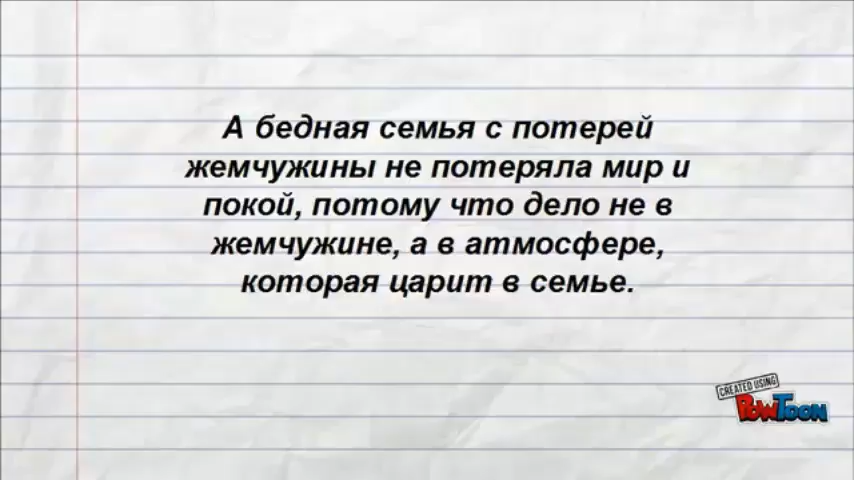 А бедная семья с потерей
жемчужины не потеряла мир и
покой, потому что дело не в
жемчужине, а в атмосфере,
которая царит в семье.
CREATED USING
POWTOON